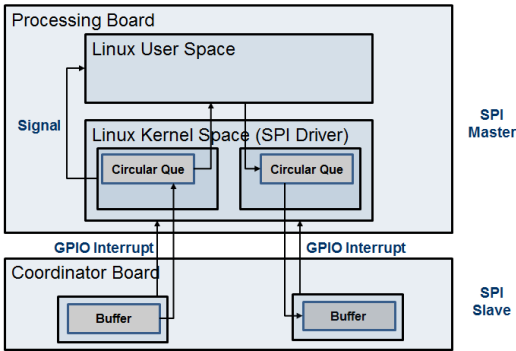 Processing Board
Linux User Space
Signal
SPI
Master
Linux Kernel Space (SPI Driver)
Circular Que
Circular Que
GPIO Interrupt
GPIO Interrupt
Coordinator Board
SPI
Slave
Buffer
Buffer